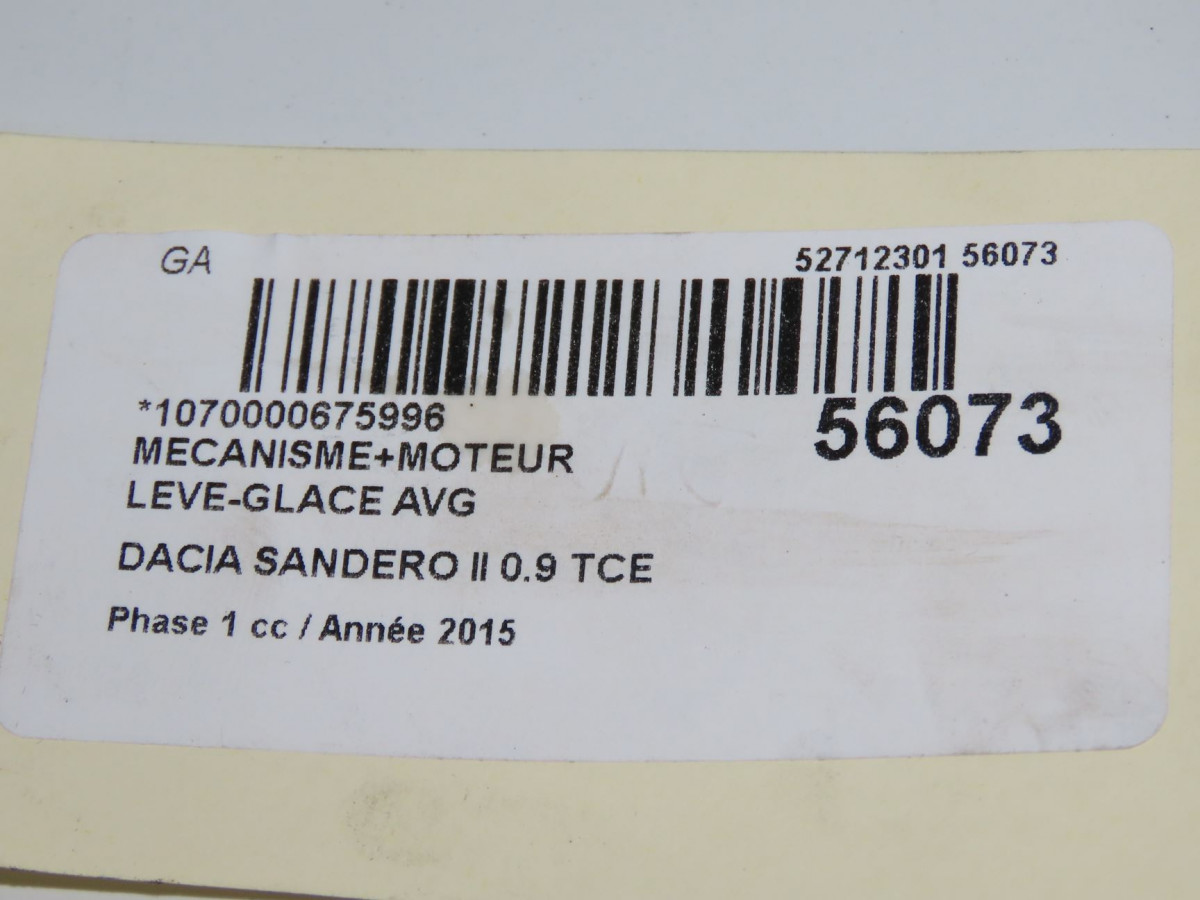 GA
52712301 56073
*1070000675996
56073
MECANISME+MOTEUR
LEVE-GLACE AVG
DACIA SANDERO II 0.9 TCE
Phase 1 cc / Année 2015